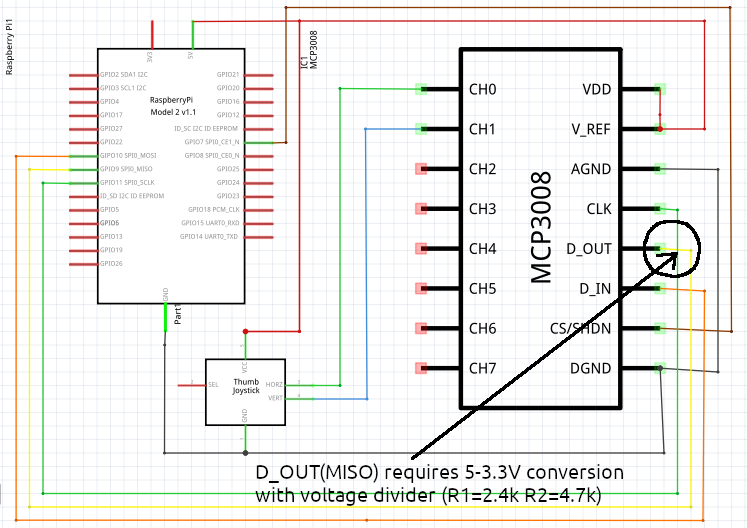 Raspberry Pi1
3V3
5V
IC1
MCP3008
GPIO2 SDA1 I2C
GPIO3 SCL1 I2C
GPIO4
GPIO17
GPIO27
GPIO22
GPIO10 SPI0_MOSI
GPIO9 SPI0_MISO
GPIO11 SPI0_SCLK
ID_SD I2C ID EEPROM
GPIO5
GPIO6
GPIO13
GPIO19
GPIO26
RaspberryPi
Model 2 v1.1
GPIO21
GPIO20
GPIO16
GPIO12
ID_SC I2C ID EEPROM
GPIO7 SPI0_CE1_N
GPIO8 SPI0_CE0_N
GPIO25
GPIO24
GPIO23
GPIO18 PCM_CLK
GPIO15 UART0_RXD
GPIO14 UART0_TXD
GND
Part1
VCC
SEL
Thumb
Joystick
HORZ
VERT
GND
CH0
CH1
CH2
CH3
CH4
CH5
CH6
CH7
MCP3008
VDD
V_REF
AGND
CLK
D_OUT
D_IN
CS/SHDN
DGND
D_OUT(MISO) requires 5-3.3V conversion
with voltage divider (R1=2.4k R2=4.7k)